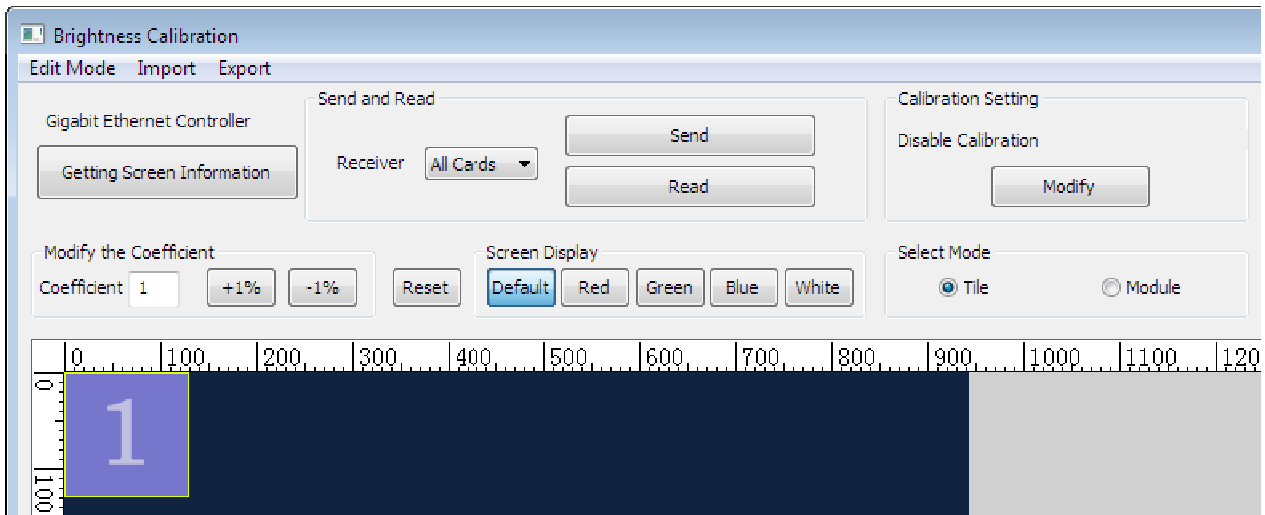 Brightness Calibration
Edit Mode Import Export
Gigabit Ethernet Controller
Getting Screen Information
Send and Read
Receiver All Cards
Send
Read
Calibration Setting
Disable Calibration
Modify
Modify the Coefficient
Coefficient 1 +1% -1%
Reset
Screen Display
Default Red Green Blue White
Select Mode
Tile Module
0 100 200 300 400 500 600 700 800 900 1000 1100 120
0
1
100